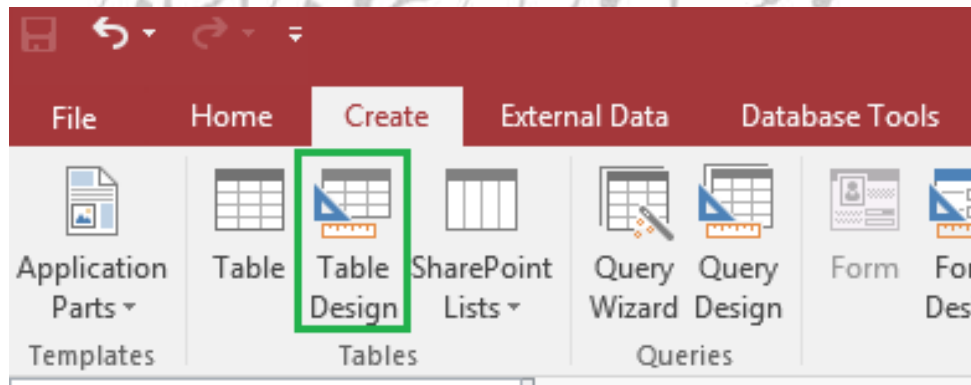 File Home Create External Data Database Tools
Application Parts
Table
Table Design
SharePoint Lists
Query Wizard
Query Design
Form
Templates Tables Queries